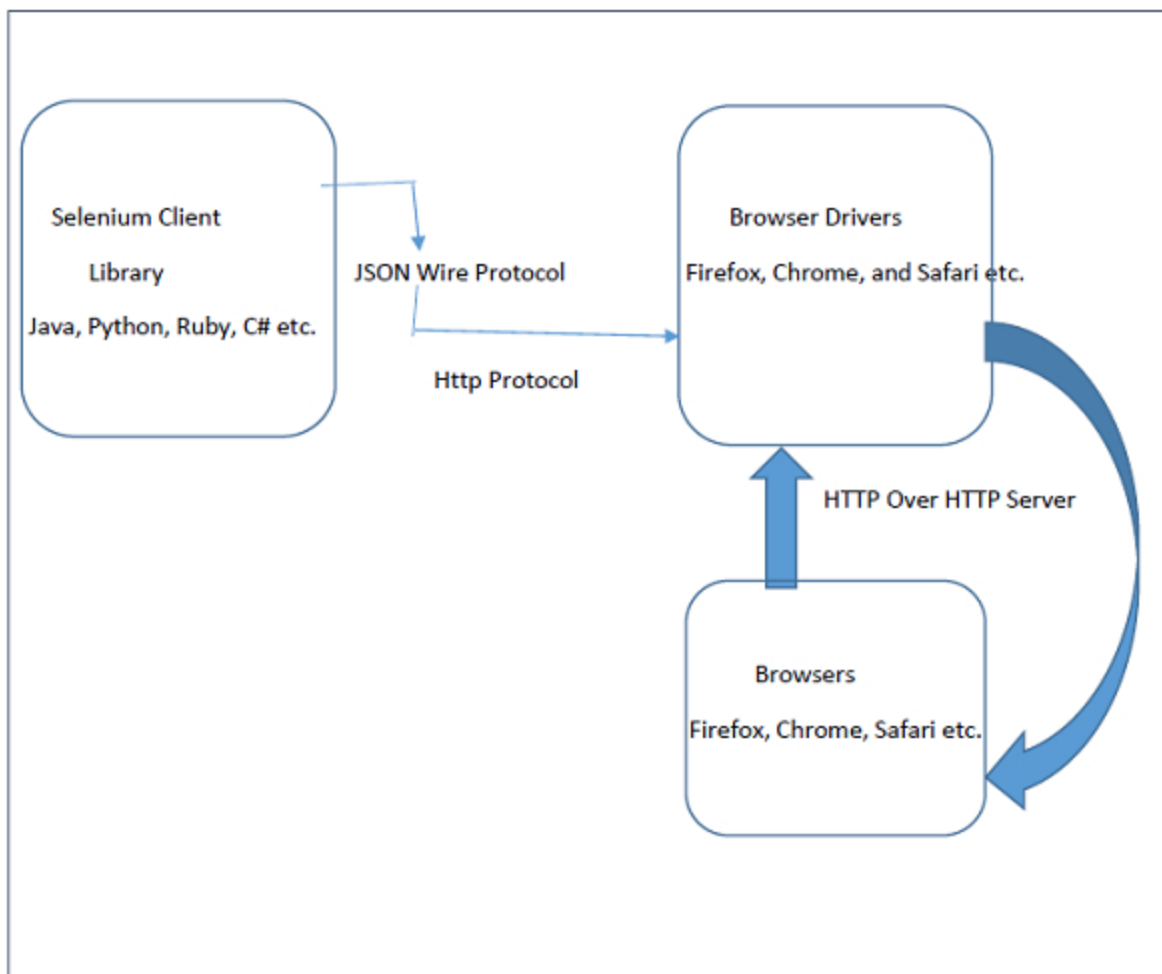 Selenium Client
Library
Java, Python, Ruby, C# etc.
JSON Wire Protocol
Http Protocol
Browser Drivers
Firefox, Chrome, and Safari etc.
HTTP Over HTTP Server
Browsers
Firefox, Chrome, Safari etc.